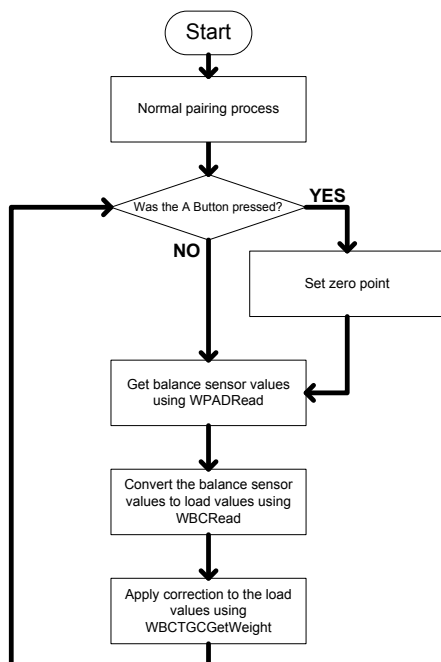 Start
Normal pairing process
Was the A Button pressed?
YES
NO
Set zero point
Get balance sensor values
using WPADRead
Convert the balance sensor
values to load values using
WBCRead
Apply correction to the load
values using
WBCTGCGetWeight